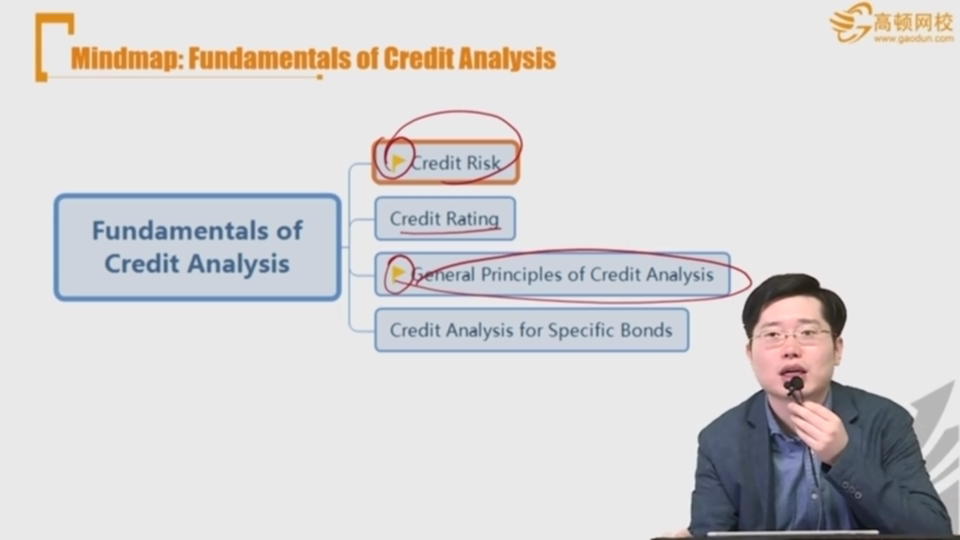 Mindmap: Fundamentals of Credit Analysis
高顿网校
www.gaodun.com
Credit Risk
Credit Rating
Fundamentals of
Credit Analysis
General Principles of Credit Analysis
Credit Analysis for Specific Bonds